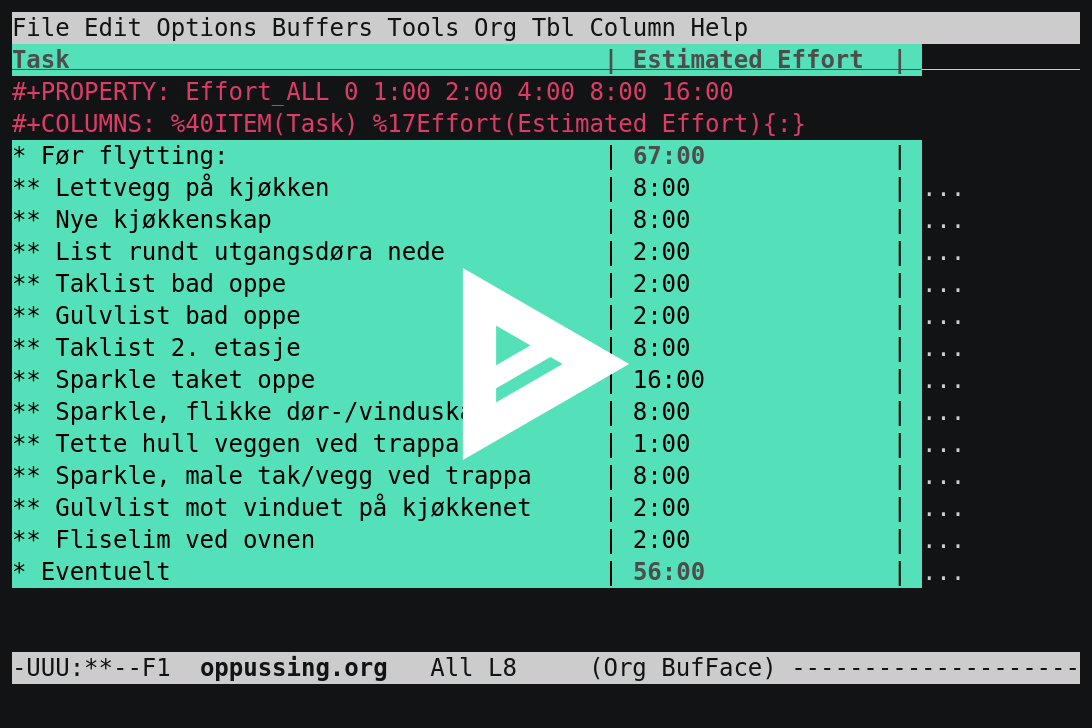 File Edit Options Buffers Tools Org Tbl Column Help
Task | Estimated Effort |
#+PROPERTY: Effort_ALL 0 1:00 2:00 4:00 8:00 16:00
#+COLUMNS: %40ITEM(Task) %17Effort(Estimated Effort){:}
* Før flytting: | 67:00 |
** Lettvegg på kjøkken | 8:00 | ...
** Nye kjøkkenskap | 8:00 | ...
** List rundt utgangsdøra nede | 2:00 | ...
** Taklist bad oppe | 2:00 | ...
** Gulvlist bad oppe | 2:00 | ...
** Taklist 2. etasje | 8:00 | ...
** Sparkle taket oppe | 16:00 | ...
** Sparkle, flikke dør-/ | 8:00 | ...
** Tette hull veggen ved trappa | 1:00 | ...
** Sparkle, male tak/vegg ved trappa | 8:00 | ...
** Gulvlist mot vinduet på kjøkkenet | 2:00 | ...
** Fliselim ved ovnen | 2:00 | ...
* Eventuelt | 56:00 | ...
-UUU:**--F1 oppussing.org All L8 (Org BufFace) --------------------